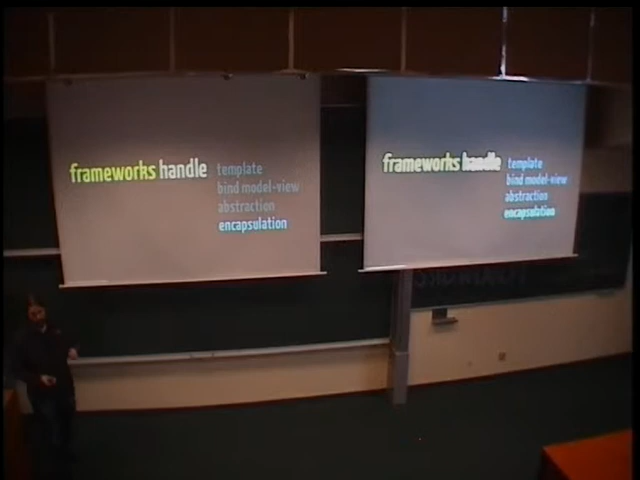 frameworks handle
template
bind model-view
abstraction
encapsulation
frameworks handle
template
bind model-view
abstraction
encapsulation